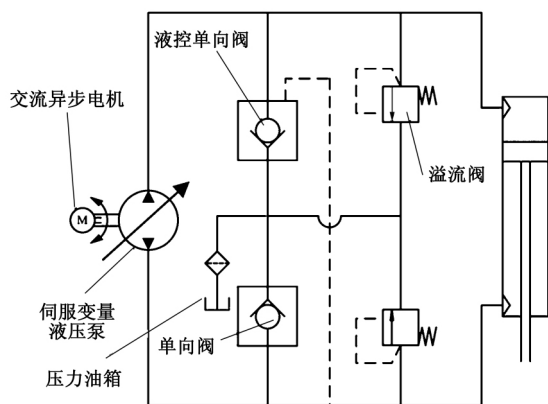 液控单向阀
交流异步电机
溢流阀
M
伺服变量
液压泵
单向阀
压力油箱